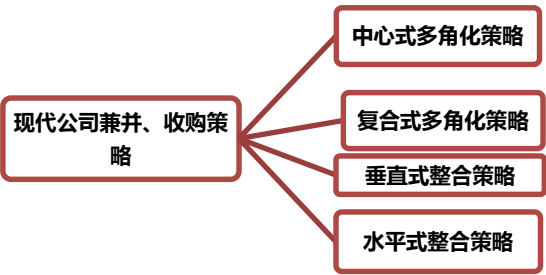 中心式多角化策略
复合式多角化策略
现代公司兼并、收购策
略
垂直式整合策略
水平式整合策略